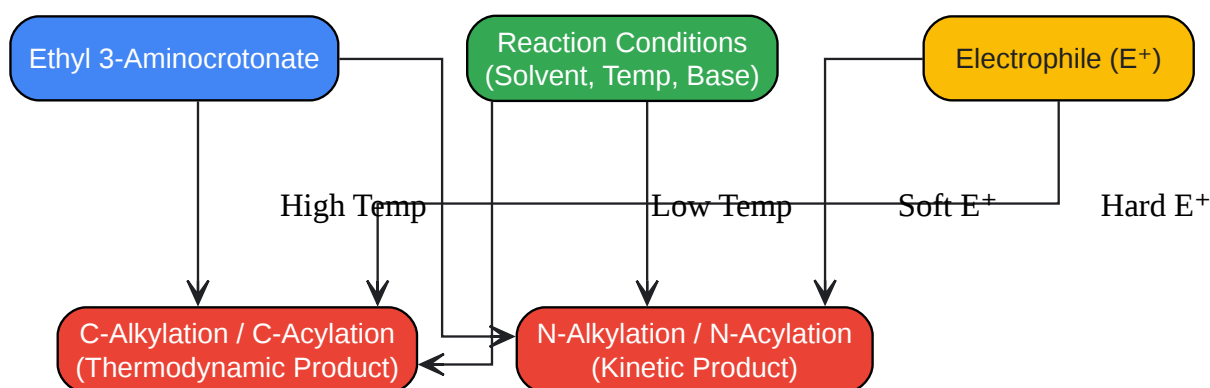 Ethyl 3-Aminocrotonate
Reaction Conditions
(Solvent, Temp, Base)
Electrophile (E⁺)
High Temp
Low Temp
Soft E⁺
Hard E⁺
C-Alkylation / C-Acylation
(Thermodynamic Product)
N-Alkylation / N-Acylation
(Kinetic Product)